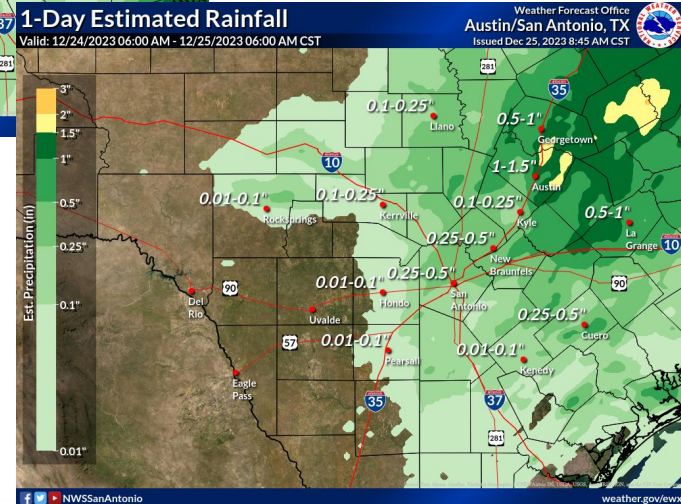 37
281
1-Day Estimated Rainfall
Valid: 12/24/2023 06:00 AM - 12/25/2023 06:00 AM CST
Weather Forecast Office
Austin/San Antonio, TX
Issued Dec 25, 2023 8:45 AM CST
Est. Precipitation (in)
3"
2"
1.5"
1"
0.5"
0.25"
0.1"
0.01"
281
35
0.1-0.25"
Llano
0.5-1"
Georgetown
10
1-1.5"
Austin
0.01-0.1"
Rocksprings
0.1-0.25"
Kerrville
0.1-0.25"
Kyle
0.5-1"
La
Grange
10
0.25-0.5"
New
Braunfels
90
Del
Rio
0.01-0.1"
Hondo
0.25-0.5"
San
Antonio
90
Uvalde
0.25-0.5"
Cuero
57
0.01-0.1"
Pearsall
0.01-0.1"
Kenedy
Eagle
Pass
35
37
281
NWSSanAntonio
weather.gov/ewx